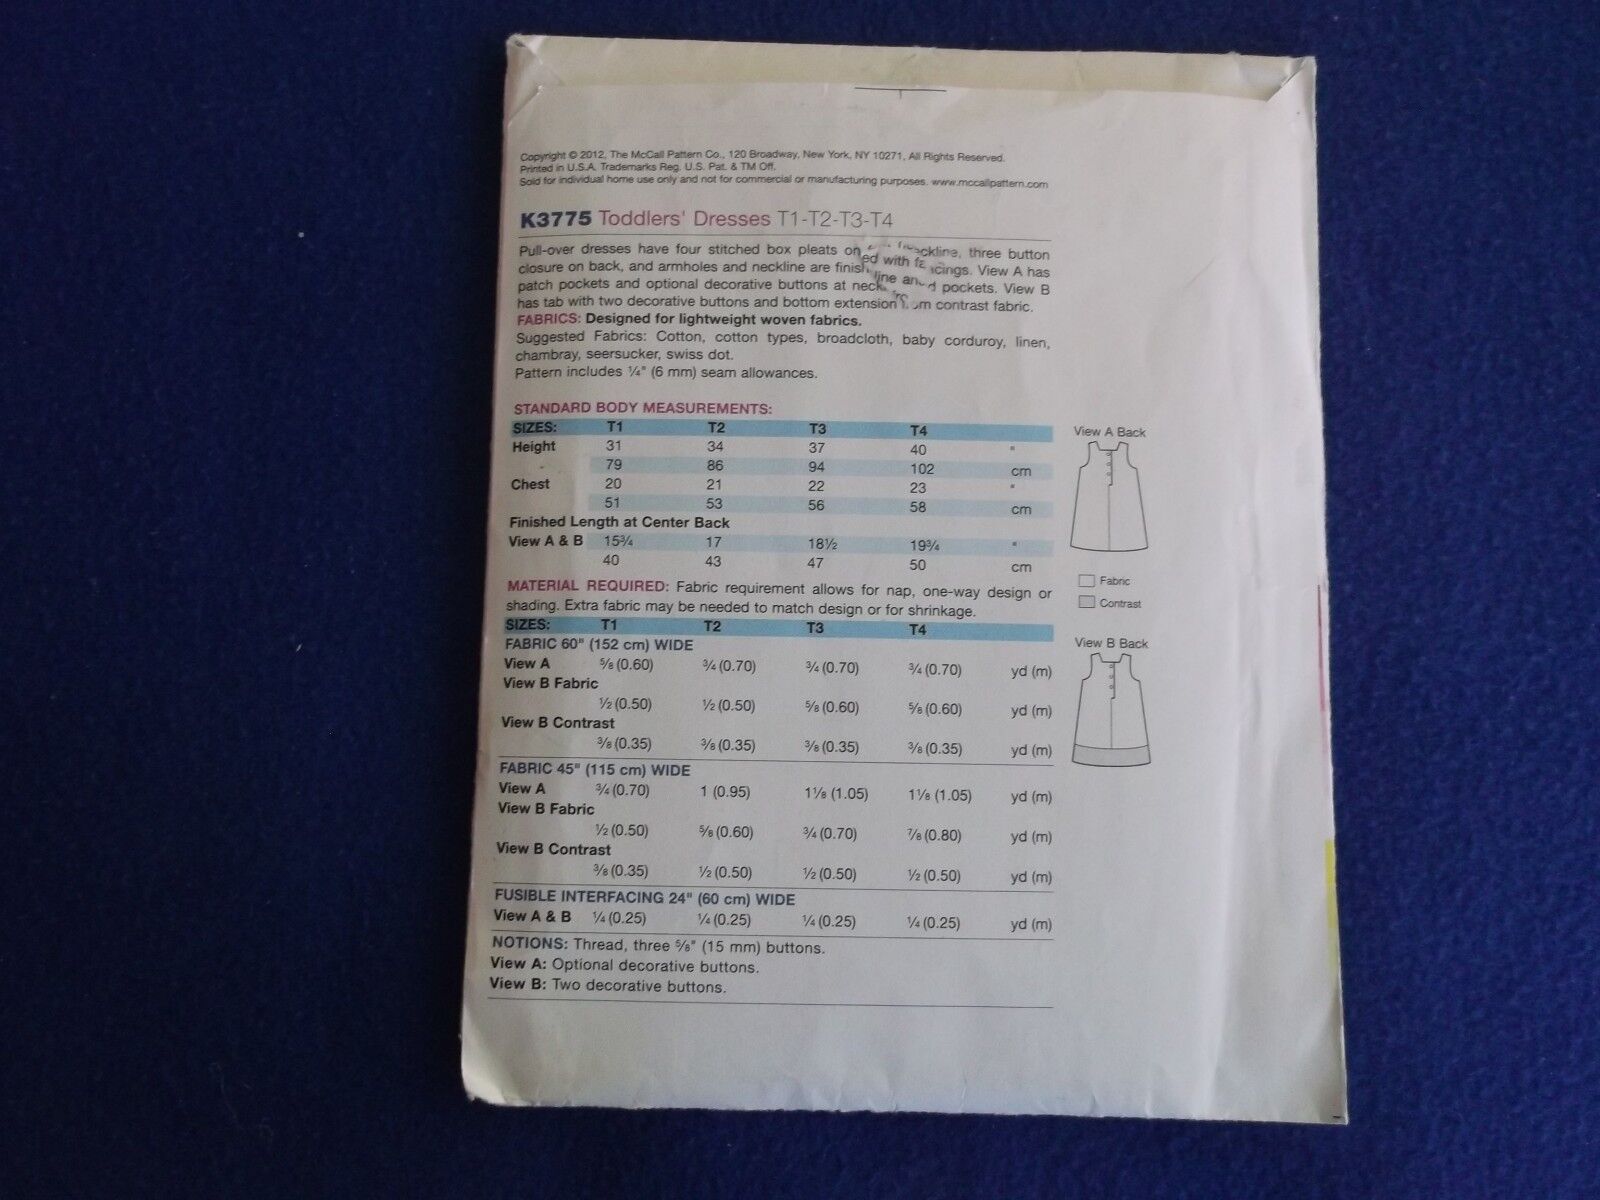 Copyright © 2012, The McCall Pattern Co., 120 Broadway, New York, NY 10271, All Rights Reserved.
Printed in U.S.A. Trademarks Reg. U.S. Pat. & TM Off.
Sold for individual home use only and not for commercial or manufacturing purposes. www.mccallpattern.com
K3775 Toddlers' Dresses T1-T2-T3-T4
Pull-over dresses have four stitched box pleats on neckline, three button
closure on back, and armholes and neckline are finished with facings. View A has
patch pockets and optional decorative buttons at neckline and pockets. View B
has tab with two decorative buttons and bottom extension from contrast fabric.
FABRICS: Designed for lightweight woven fabrics.
Suggested Fabrics: Cotton, cotton types, broadcloth, baby corduroy, linen,
chambray, seersucker, swiss dot.
Pattern includes ¼" (6 mm) seam allowances.
STANDARD BODY MEASUREMENTS:
SIZES: T1 T2 T3 T4
Height 31 34 37 40 "
79 86 94 102 cm
Chest 20 21 22 23 "
51 53 56 58 cm
Finished Length at Center Back
View A & B 15¾ 17 18½ 19¾ "
40 43 47 50 cm
MATERIAL REQUIRED: Fabric requirement allows for nap, one-way design or
shading. Extra fabric may be needed to match design or for shrinkage.
SIZES: T1 T2 T3 T4
FABRIC 60" (152 cm) WIDE
View A ⅝ (0.60) ¾ (0.70) ¾ (0.70) ¾ (0.70) yd (m)
View B Fabric
½ (0.50) ½ (0.50) ⅝ (0.60) ⅝ (0.60) yd (m)
View B Contrast
⅜ (0.35) ⅜ (0.35) ⅜ (0.35) ⅜ (0.35) yd (m)
FABRIC 45" (115 cm) WIDE
View A ¾ (0.70) 1 (0.95) 1⅛ (1.05) 1⅛ (1.05) yd (m)
View B Fabric
½ (0.50) ⅝ (0.60) ¾ (0.70) ⅞ (0.80) yd (m)
View B Contrast
⅜ (0.35) ½ (0.50) ½ (0.50) ½ (0.50) yd (m)
FUSIBLE INTERFACING 24" (60 cm) WIDE
View A & B ¼ (0.25) ¼ (0.25) ¼ (0.25) ¼ (0.25) yd (m)
NOTIONS: Thread, three ⅝" (15 mm) buttons.
View A: Optional decorative buttons.
View B: Two decorative buttons.
View A Back
Fabric
Contrast
View B Back